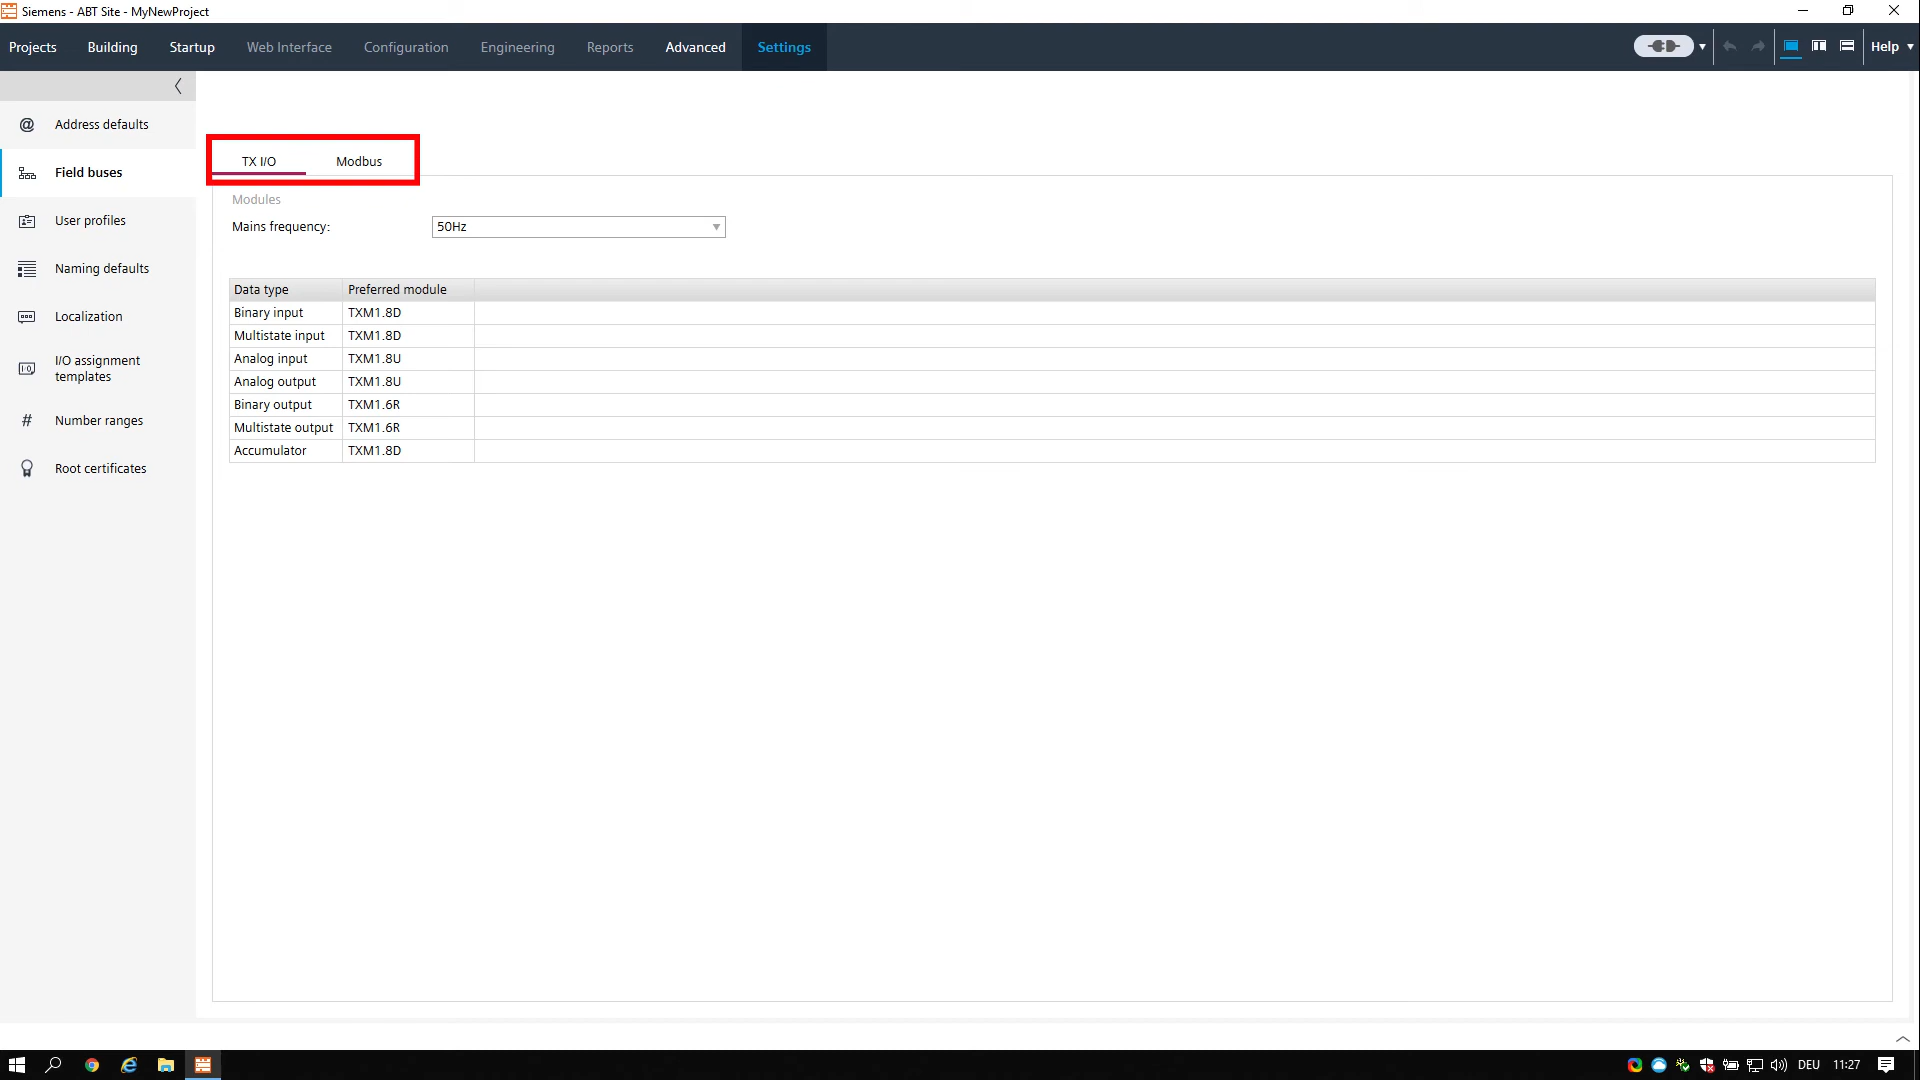 Siemens - ABT Site - MyNewProject
Projects Building Startup Web Interface Configuration Engineering Reports Advanced Settings Help
@ Address defaults
Field buses
User profiles
Naming defaults
Localization
I/O assignment
templates
# Number ranges
Root certificates
TX I/O Modbus
Modules
Mains frequency: 50Hz
Data type Preferred module
Binary input TXM1.8D
Multistate input TXM1.8D
Analog input TXM1.8U
Analog output TXM1.8U
Binary output TXM1.6R
Multistate output TXM1.6R
Accumulator TXM1.8D
DEU 11:27